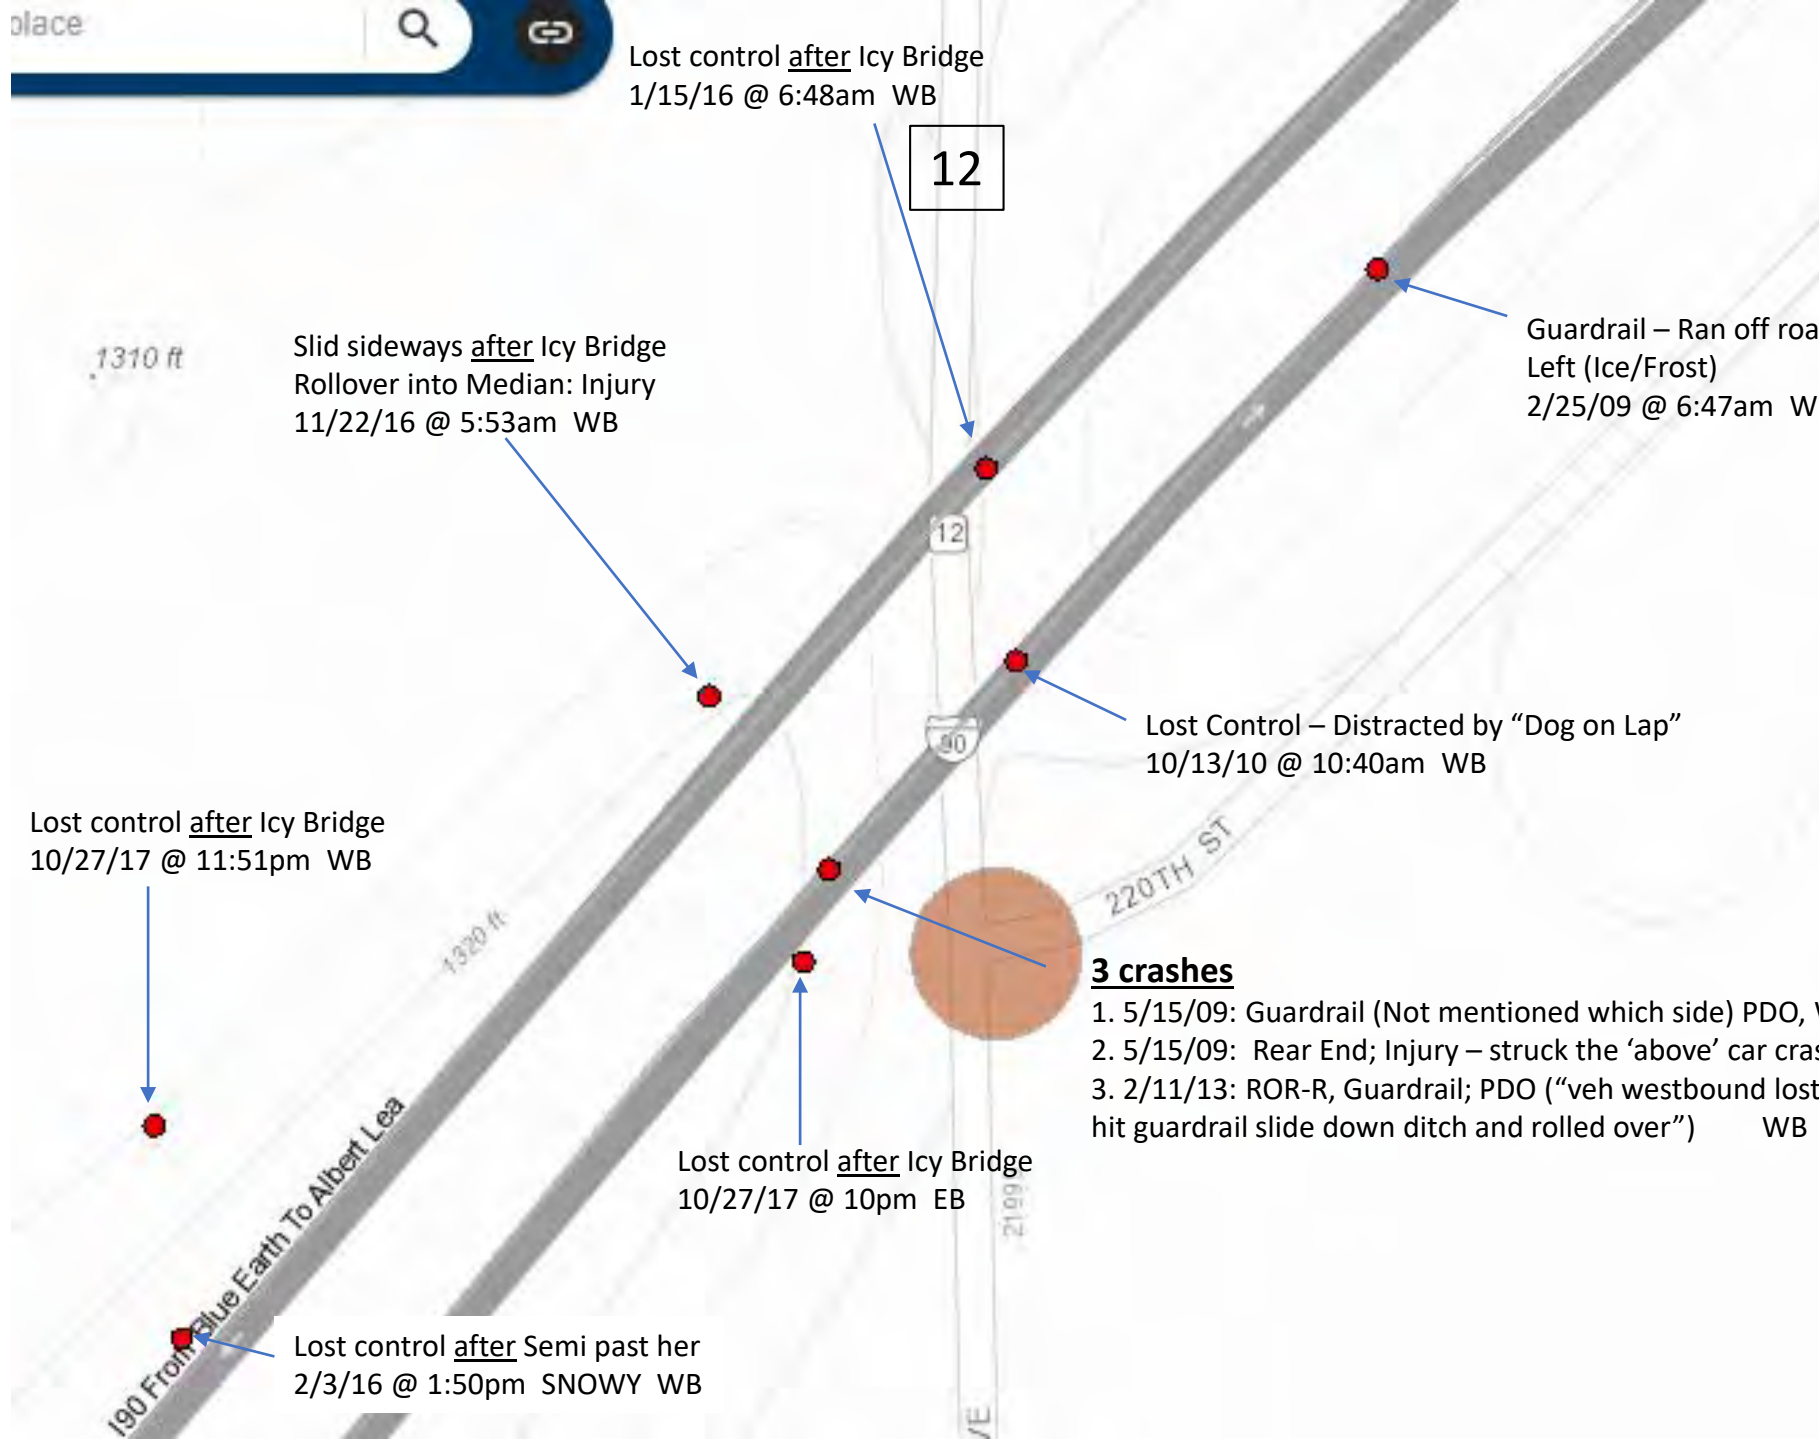 place
Lost control after Icy Bridge
1/15/16 @ 6:48am WB
12
Guardrail – Ran off roa
Left (Ice/Frost)
2/25/09 @ 6:47am W
1310 ft
Slid sideways after Icy Bridge
Rollover into Median: Injury
11/22/16 @ 5:53am WB
12
Lost Control – Distracted by “Dog on Lap”
10/13/10 @ 10:40am WB
90
Lost control after Icy Bridge
10/27/17 @ 11:51pm WB
220TH ST
1320 ft
3 crashes
1. 5/15/09: Guardrail (Not mentioned which side) PDO, W
2. 5/15/09: Rear End; Injury – struck the ‘above’ car cras
3. 2/11/13: ROR-R, Guardrail; PDO (“veh westbound lost
hit guardrail slide down ditch and rolled over”) WB
Lost control after Icy Bridge
10/27/17 @ 10pm EB
I90 From Blue Earth To Albert Lea
Lost control after Semi past her
2/3/16 @ 1:50pm SNOWY WB